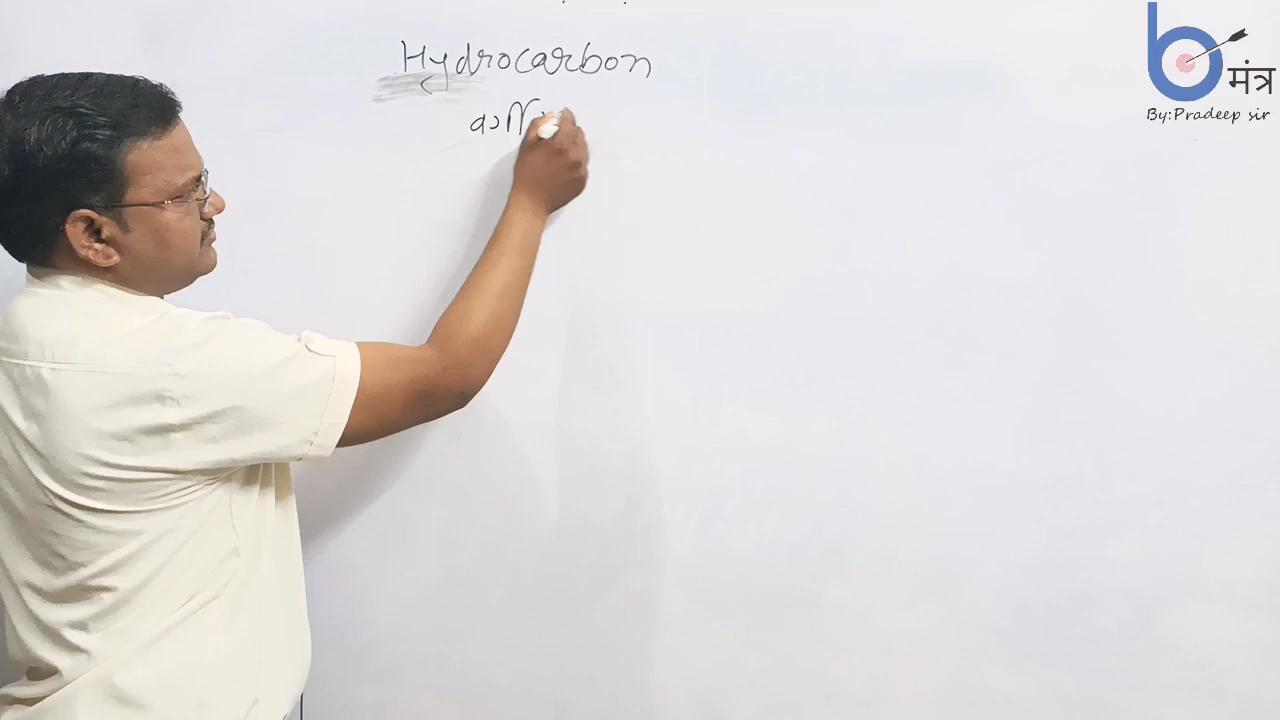 Hydrocarbon
b
मंत्र
By:Pradeep sir